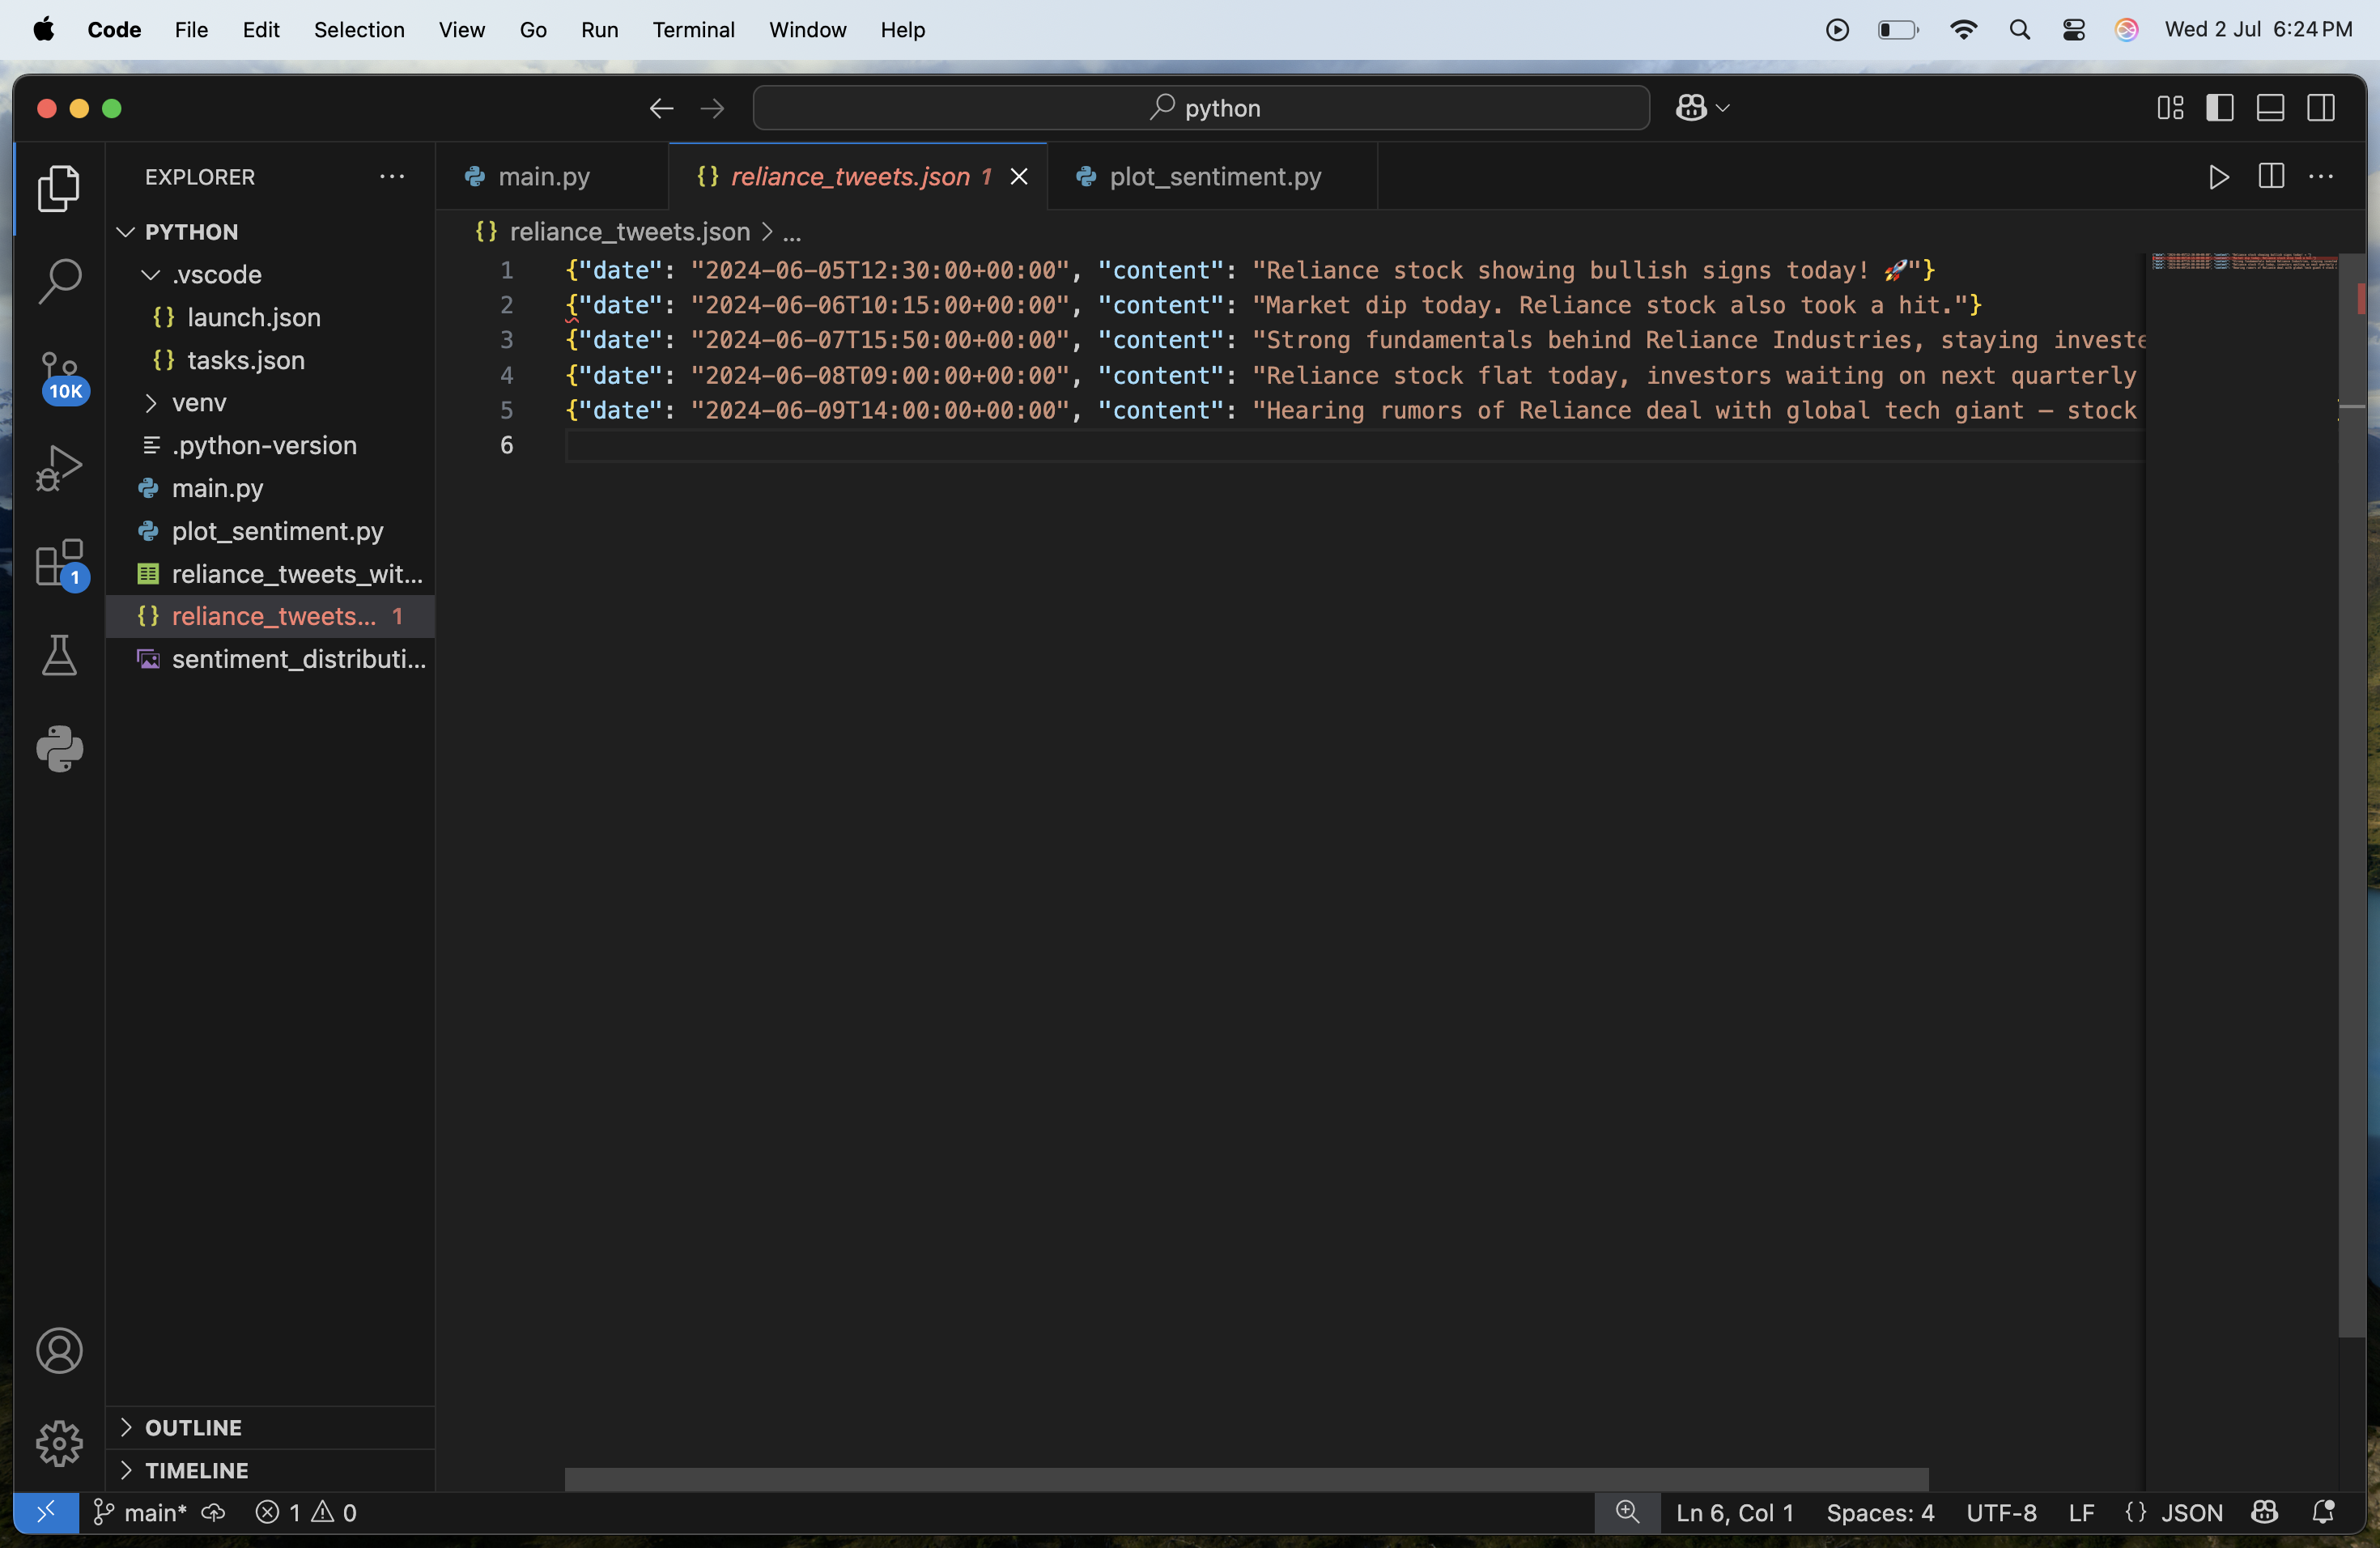 Code File Edit Selection View Go Run Terminal Window Help Wed 2 Jul 6:24 PM
python
EXPLORER
PYTHON
.vscode
launch.json
tasks.json
venv
.python-version
main.py
plot_sentiment.py
reliance_tweets_wit...
reliance_tweets... 1
sentiment_distributi...
10K
1
OUTLINE
TIMELINE
main.py reliance_tweets.json 1 plot_sentiment.py
{} reliance_tweets.json > ...
1 {"date": "2024-06-05T12:30:00+00:00", "content": "Reliance stock showing bullish signs today! 🚀"}
2 {"date": "2024-06-06T10:15:00+00:00", "content": "Market dip today. Reliance stock also took a hit."}
3 {"date": "2024-06-07T15:50:00+00:00", "content": "Strong fundamentals behind Reliance Industries, staying investe
4 {"date": "2024-06-08T09:00:00+00:00", "content": "Reliance stock flat today, investors waiting on next quarterly
5 {"date": "2024-06-09T14:00:00+00:00", "content": "Hearing rumors of Reliance deal with global tech giant — stock
6
main* 1 0 Ln 6, Col 1 Spaces: 4 UTF-8 LF {} JSON